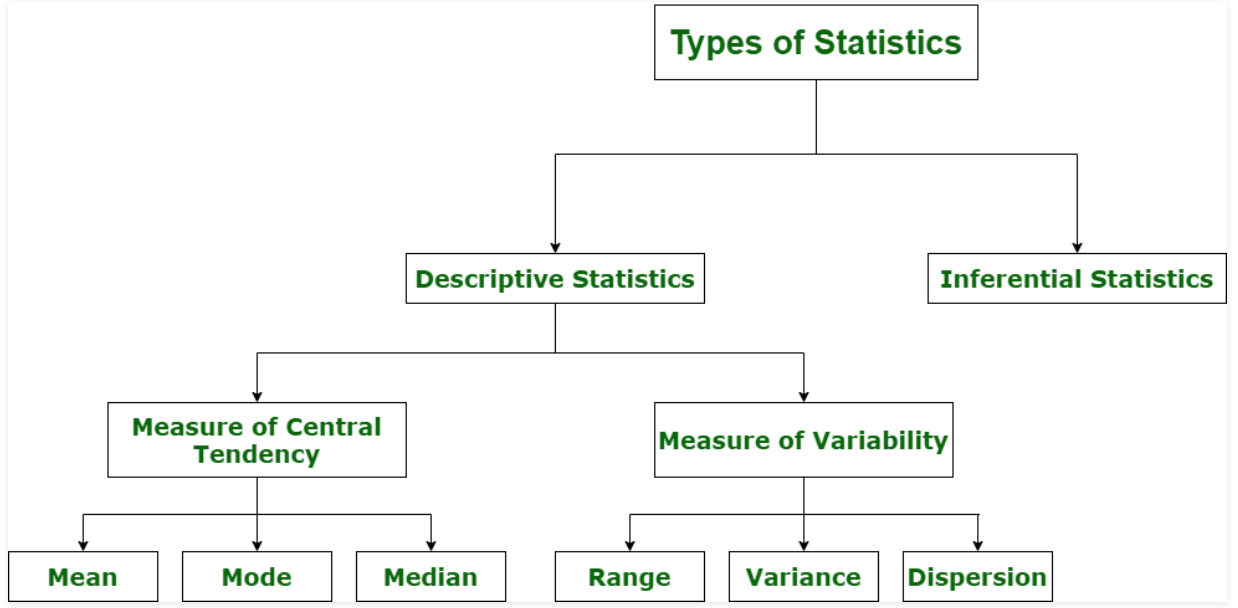 Types of Statistics
Descriptive Statistics
Inferential Statistics
Measure of Central
Tendency
Measure of Variability
Mean
Mode
Median
Range
Variance
Dispersion